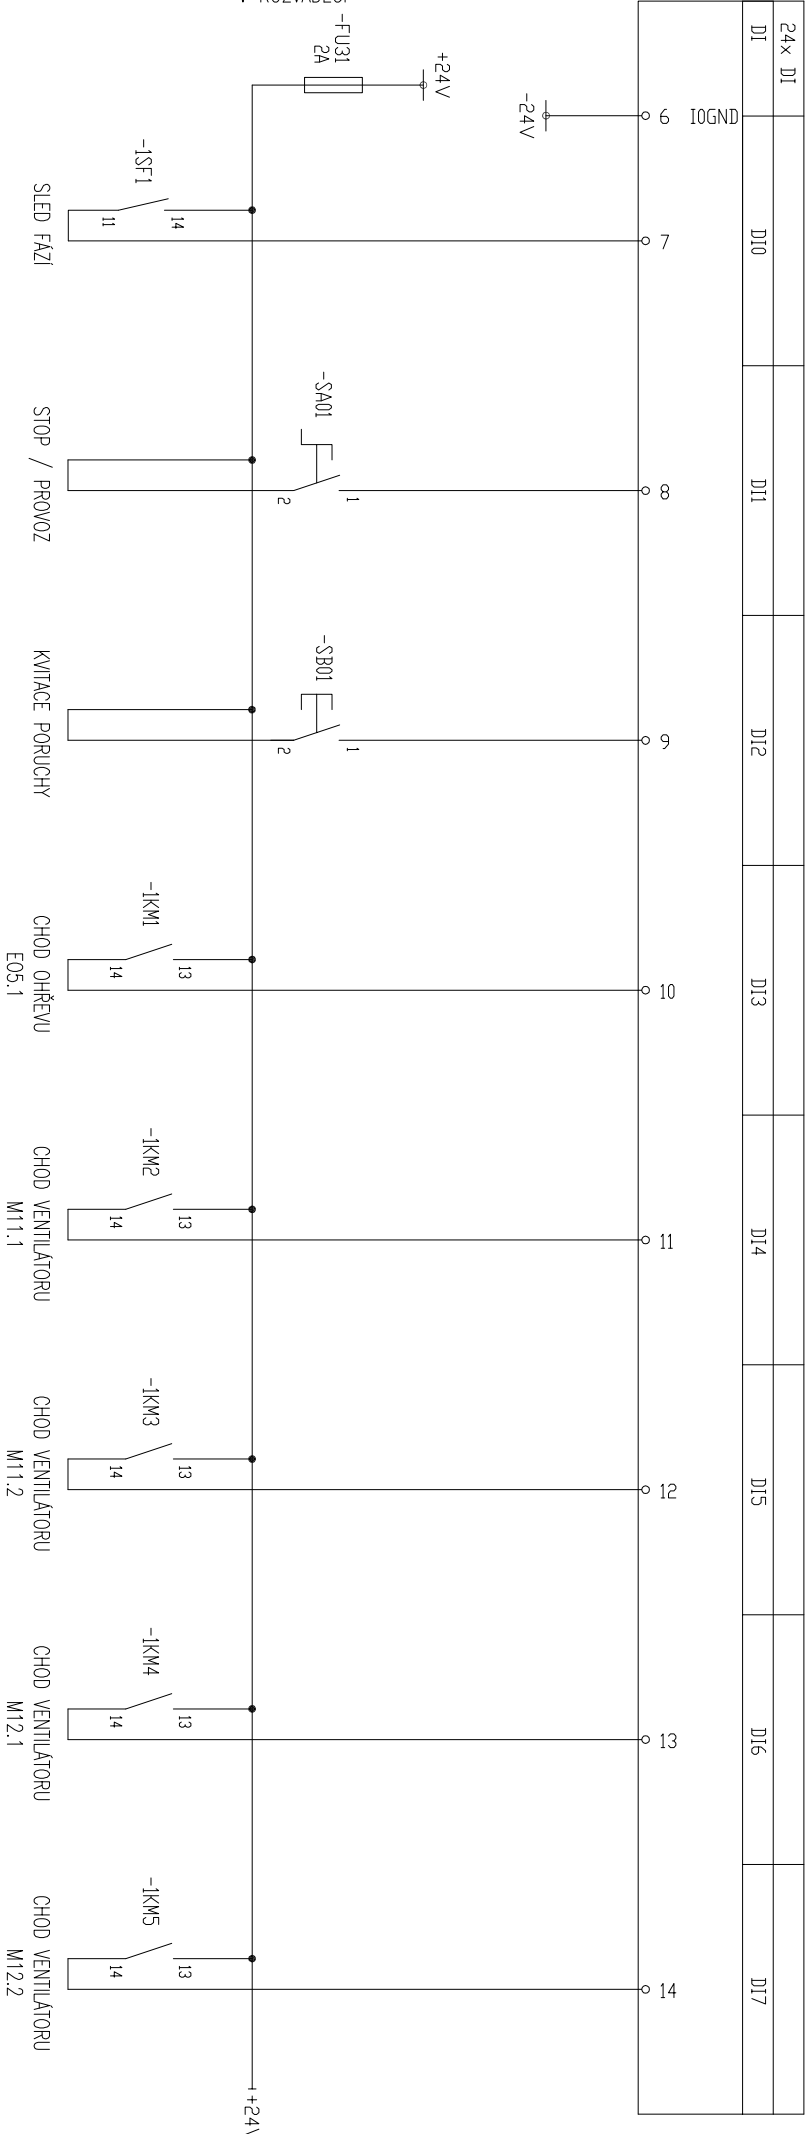 24x DI
DI
DI0
DI1
DI2
DI3
DI4
DI5
DI6
DI7
IOGND
6
7
8
9
10
11
12
13
14
+24V
-24V
-FU31
2A
-SA01
1
2
-SB01
1
2
+24V
-1SF1
14
11
-1KM1
13
14
-1KM2
13
14
-1KM3
13
14
-1KM4
13
14
-1KM5
13
14
SLED FÁZÍ
STOP / PROVOZ
KVITACE PORUCHY
CHOD OHŘEVU
E05.1
CHOD VENTILÁTORU
M11.1
CHOD VENTILÁTORU
M11.2
CHOD VENTILÁTORU
M12.1
CHOD VENTILÁTORU
M12.2